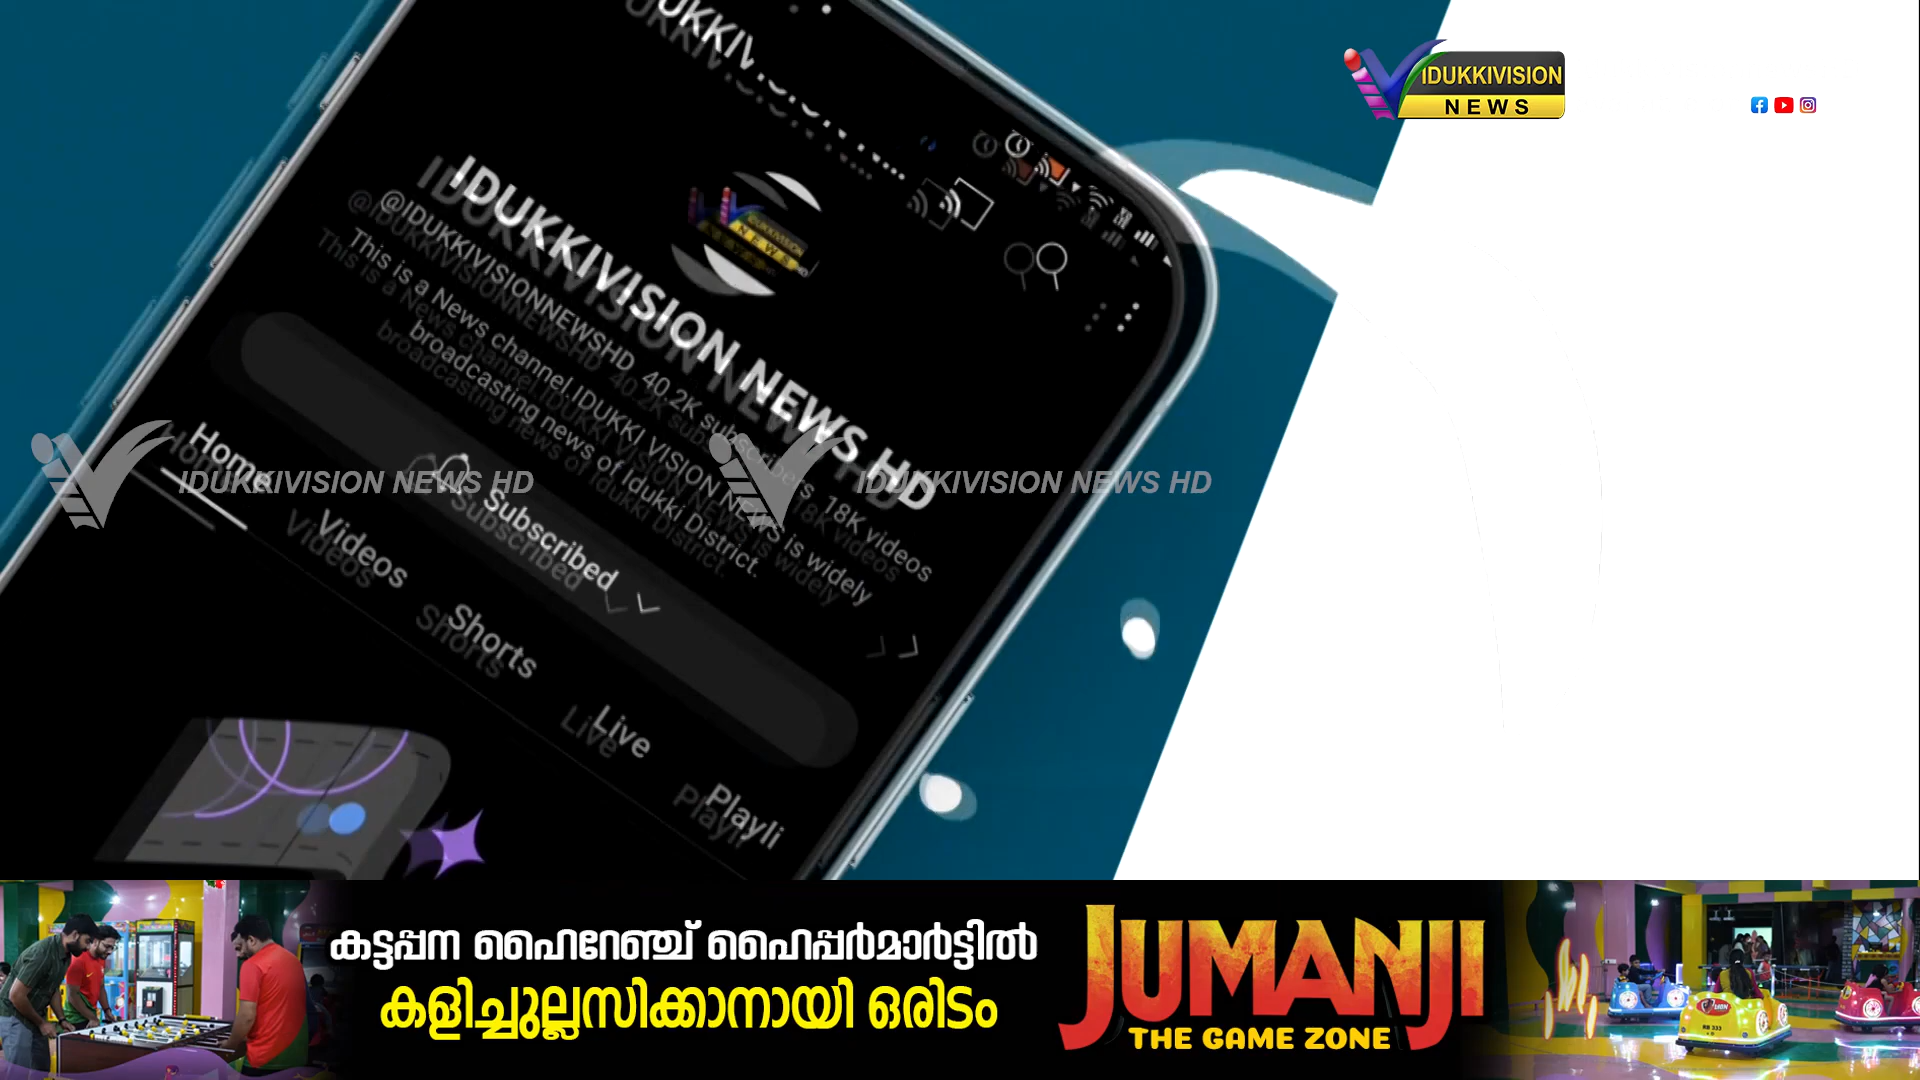 IDUKKIVISION
NEWS
IDUKKIVISION NEWS HD
@IDUKKIVISIONNEWSHD 40.2K subscribers 18K videos
This is a News channel.IDUKKI VISION NEWS is widely
broadcasting news of Idukki District.
Subscribed
Home
Videos
Shorts
Live
Playli
IDUKKIVISION NEWS HD
IDUKKIVISION NEWS HD
കട്ടപ്പന ഹൈറേഞ്ച് ഹൈപ്പർമാർട്ടിൽ
കളിച്ചുല്ലസിക്കാനായി ഒരിടം
JUMANJI
THE GAME ZONE